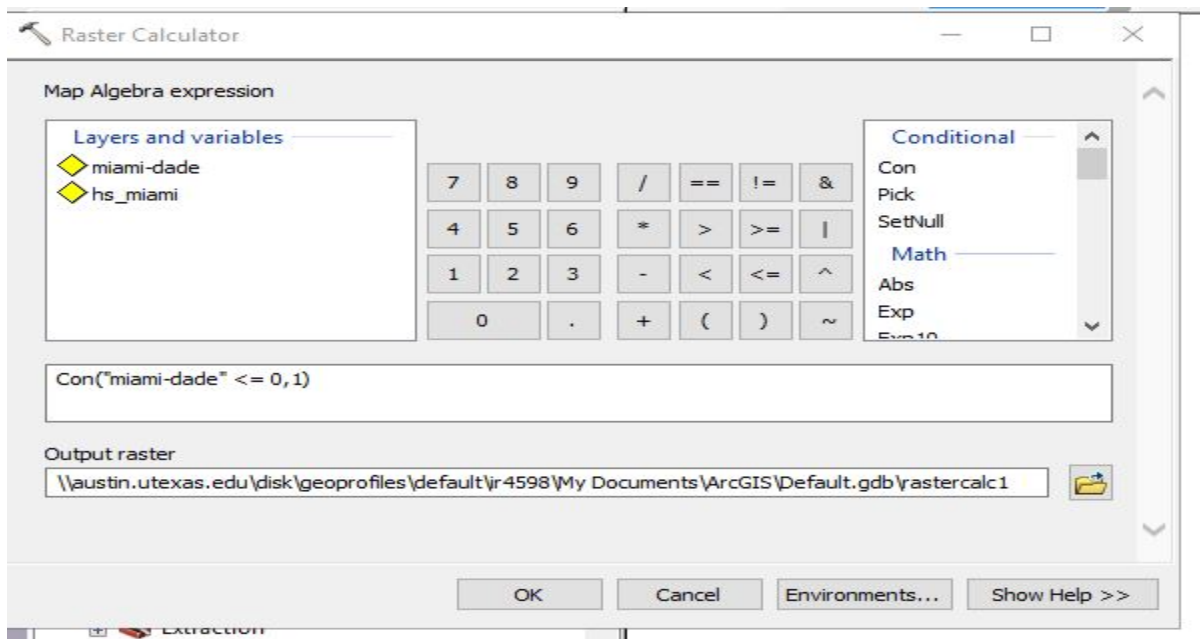 Raster Calculator
Map Algebra expression
Layers and variables
miami-dade
hs_miami
7 8 9 / == != &
4 5 6 * > >= |
1 2 3 - < <= ^
0 . + ( ) ~
Conditional
Con
Pick
SetNull
Math
Abs
Exp
Exp10
Con("miami-dade" <= 0,1)
Output raster
\\austin.utexas.edu\disk\geoprofiles\default\ir4598\My Documents\ArcGIS\Default.gdb\rastercalc1
OK Cancel Environments... Show Help >>
Extraction